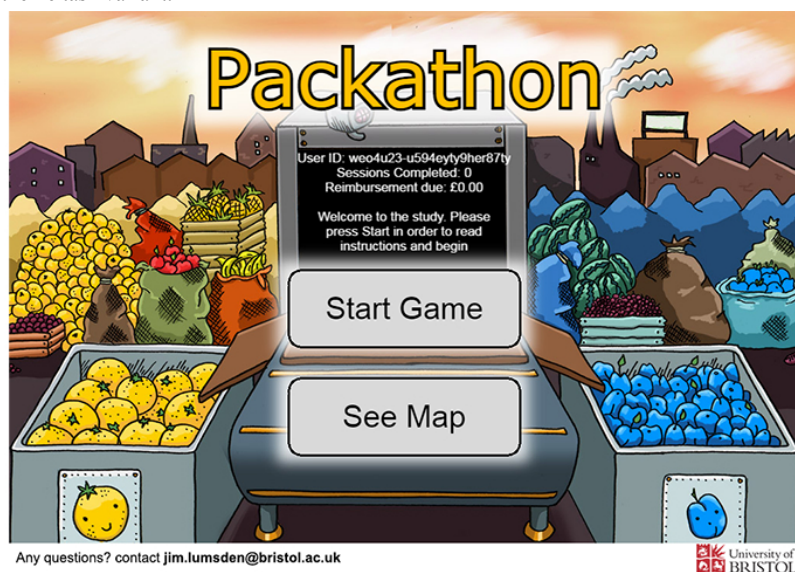 Packathon
User ID: weo4u23-u594eyty9her87ty
Sessions Completed: 0
Reimbursement due: £0.00
Welcome to the study. Please
press Start in order to read
instructions and begin
Start Game
See Map
Any questions? contact jim.lumsden@bristol.ac.uk
University of
BRISTOL